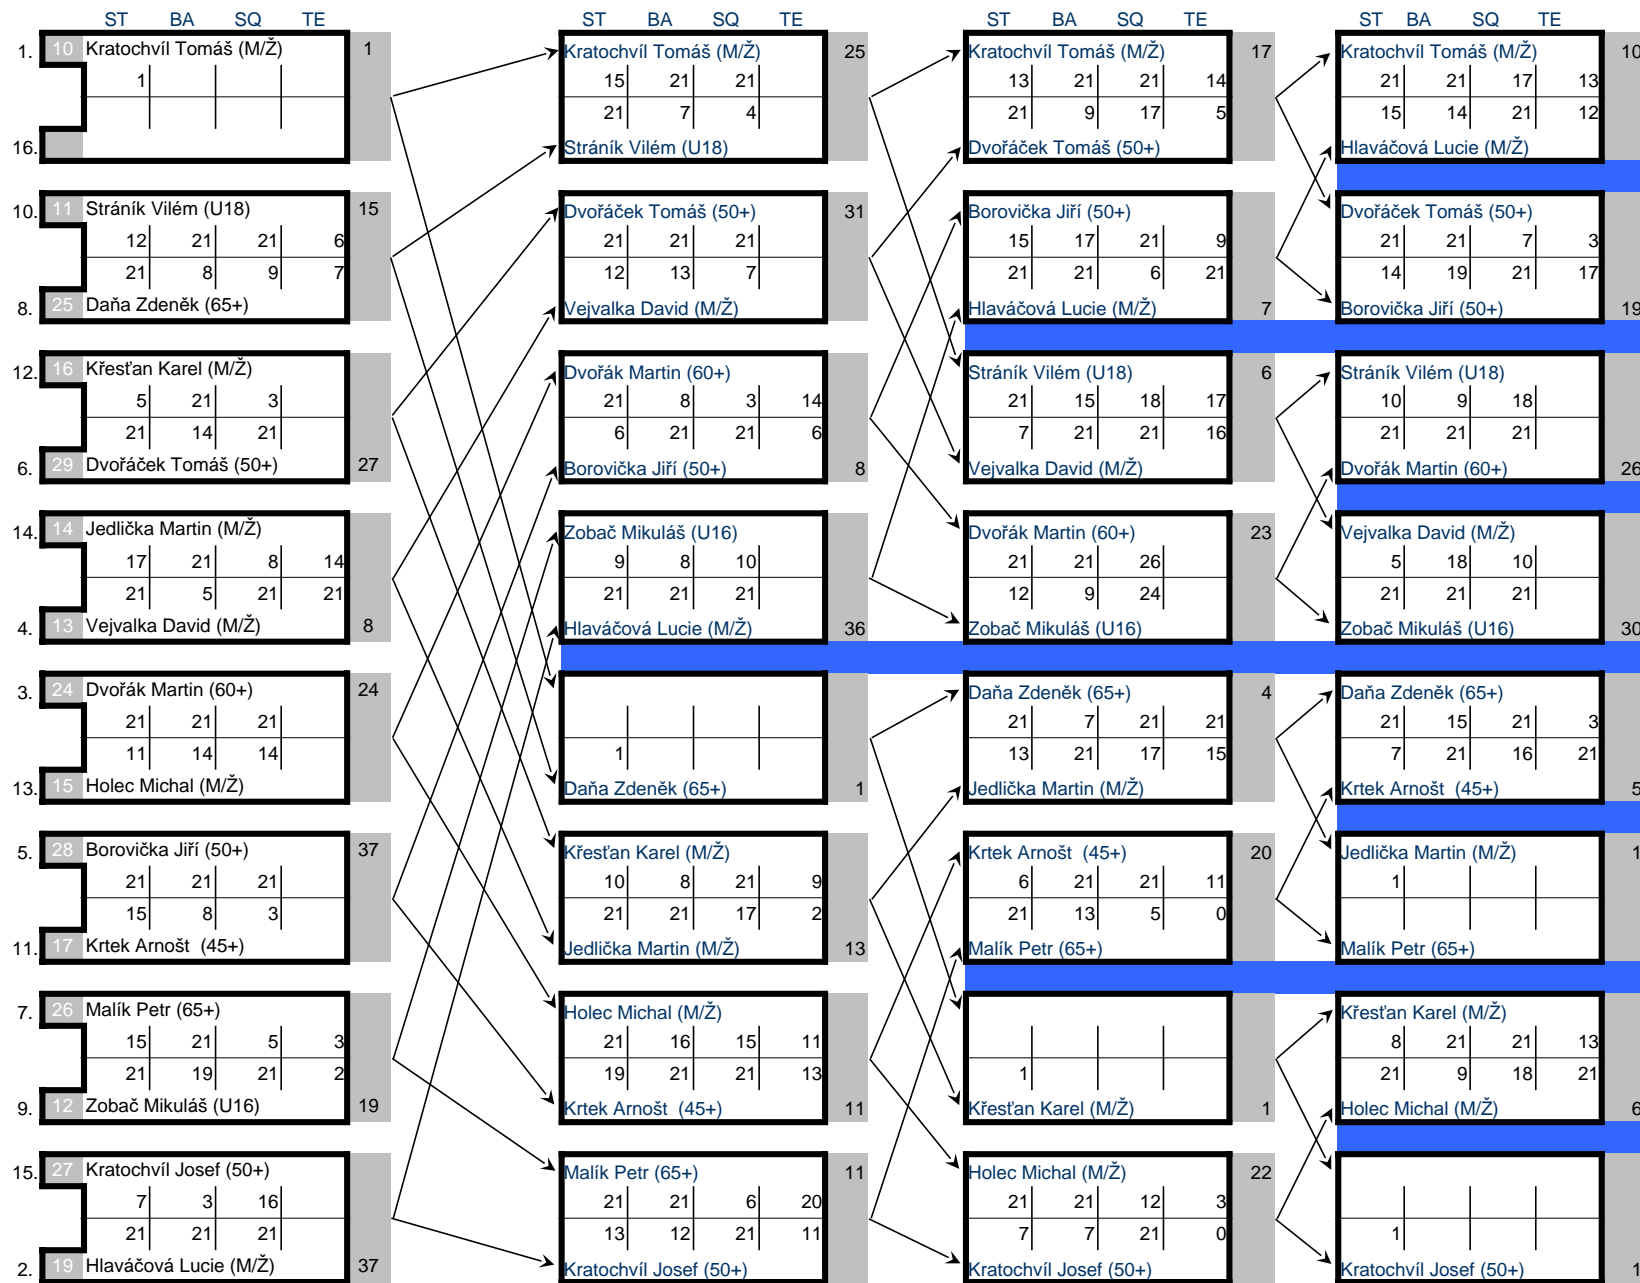 ST BA SQ TE
1. 10 Kratochvíl Tomáš (M/Ž) 1
1
16.
10. 11 Stráník Vilém (U18) 15
12 21 21 6
21 8 9 7
8. 25 Daňa Zdeněk (65+)
12. 16 Křesťan Karel (M/Ž)
5 21 3
21 14 21
6. 29 Dvořáček Tomáš (50+) 27
14. 14 Jedlička Martin (M/Ž)
17 21 8 14
21 5 21 21
4. 13 Vejvalka David (M/Ž) 8
3. 24 Dvořák Martin (60+) 24
21 21 21
11 14 14
13. 15 Holec Michal (M/Ž)
5. 28 Borovička Jiří (50+) 37
21 21 21
15 8 3
11. 17 Krtek Arnošt (45+)
7. 26 Malík Petr (65+)
15 21 5 3
21 19 21 2
9. 12 Zobač Mikuláš (U16) 19
15. 27 Kratochvíl Josef (50+)
7 3 16
21 21 21
2. 19 Hlaváčová Lucie (M/Ž) 37
ST BA SQ TE
Kratochvíl Tomáš (M/Ž) 25
15 21 21
21 7 4
Stráník Vilém (U18)
Dvořáček Tomáš (50+) 31
21 21 21
12 13 7
Vejvalka David (M/Ž)
Dvořák Martin (60+)
21 8 3 14
6 21 21 6
Borovička Jiří (50+) 8
Zobač Mikuláš (U16)
9 8 10
21 21 21
Hlaváčová Lucie (M/Ž) 36
1
Daňa Zdeněk (65+) 1
Křesťan Karel (M/Ž)
10 8 21 9
21 21 17 2
Jedlička Martin (M/Ž) 13
Holec Michal (M/Ž)
21 16 15 11
19 21 21 13
Krtek Arnošt (45+) 11
Malík Petr (65+) 11
21 21 6 20
13 12 21 11
Kratochvíl Josef (50+)
ST BA SQ TE
Kratochvíl Tomáš (M/Ž) 17
13 21 21 14
21 9 17 5
Dvořáček Tomáš (50+)
Borovička Jiří (50+)
15 17 21 9
21 21 6 21
Hlaváčová Lucie (M/Ž) 7
Stráník Vilém (U18) 6
21 15 18 17
7 21 21 16
Vejvalka David (M/Ž)
Dvořák Martin (60+) 23
21 21 26
12 9 24
Zobač Mikuláš (U16)
Daňa Zdeněk (65+) 4
21 7 21 21
13 21 17 15
Jedlička Martin (M/Ž)
Krtek Arnošt (45+) 20
6 21 21 11
21 13 5 0
Malík Petr (65+)
1
Křesťan Karel (M/Ž) 1
Holec Michal (M/Ž) 22
21 21 12 3
7 7 21 0
Kratochvíl Josef (50+)
ST BA SQ TE
Kratochvíl Tomáš (M/Ž) 10
21 21 17 13
15 14 21 12
Hlaváčová Lucie (M/Ž)
Dvořáček Tomáš (50+)
21 21 7 3
14 19 21 17
Borovička Jiří (50+) 19
Stráník Vilém (U18)
10 9 18
21 21 21
Dvořák Martin (60+) 26
Vejvalka David (M/Ž)
5 18 10
21 21 21
Zobač Mikuláš (U16) 30
Daňa Zdeněk (65+)
21 15 21 3
7 21 16 21
Krtek Arnošt (45+) 5
Jedlička Martin (M/Ž) 1
1
Malík Petr (65+)
Křesťan Karel (M/Ž)
8 21 21 13
21 9 18 21
Holec Michal (M/Ž) 6
1
Kratochvíl Josef (50+) 1